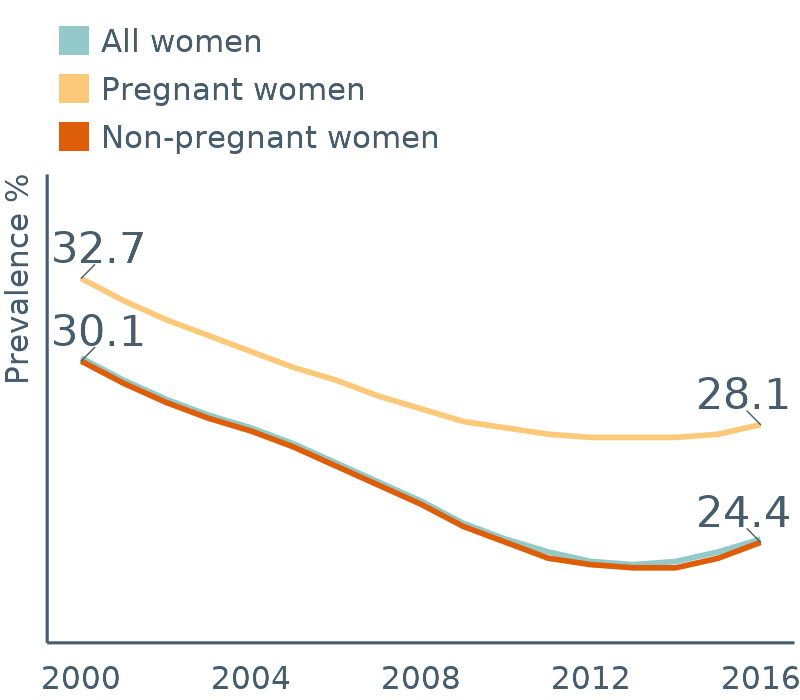 All women
Pregnant women
Non-pregnant women
Prevalence %
32.7
30.1
28.1
24.4
2000 2004 2008 2012 2016